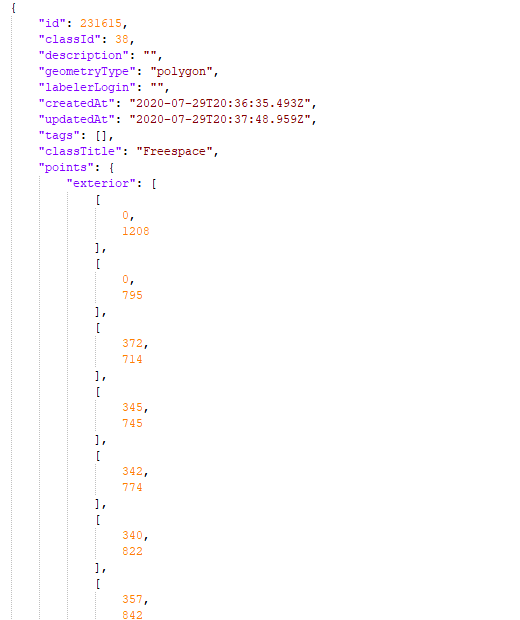 {
"id": 231615,
"classId": 38,
"description": "",
"geometryType": "polygon",
"labelerLogin": "",
"createdAt": "2020-07-29T20:36:35.493Z",
"updatedAt": "2020-07-29T20:37:48.959Z",
"tags": [],
"classTitle": "Freespace",
"points": {
"exterior": [
[
0,
1208
],
[
0,
795
],
[
372,
714
],
[
345,
745
],
[
342,
774
],
[
340,
822
],
[
357,
842